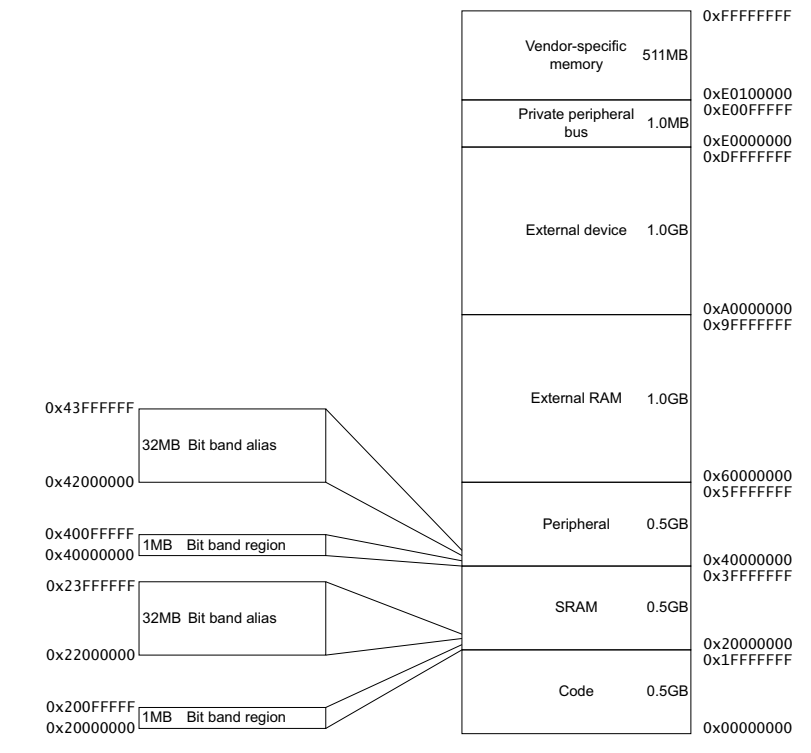 0xFFFFFFFF
Vendor-specific
memory
511MB
0xE0100000
0xE00FFFFF
Private peripheral
bus
1.0MB
0xE0000000
0xDFFFFFFF
External device 1.0GB
0xA0000000
0x9FFFFFFF
External RAM 1.0GB
0x60000000
0x5FFFFFFF
Peripheral 0.5GB
0x40000000
0x3FFFFFFF
SRAM 0.5GB
0x20000000
0x1FFFFFFF
Code 0.5GB
0x00000000
0x43FFFFFF
32MB Bit band alias
0x42000000
0x400FFFFF
1MB Bit band region
0x40000000
0x23FFFFFF
32MB Bit band alias
0x22000000
0x200FFFFF
1MB Bit band region
0x20000000